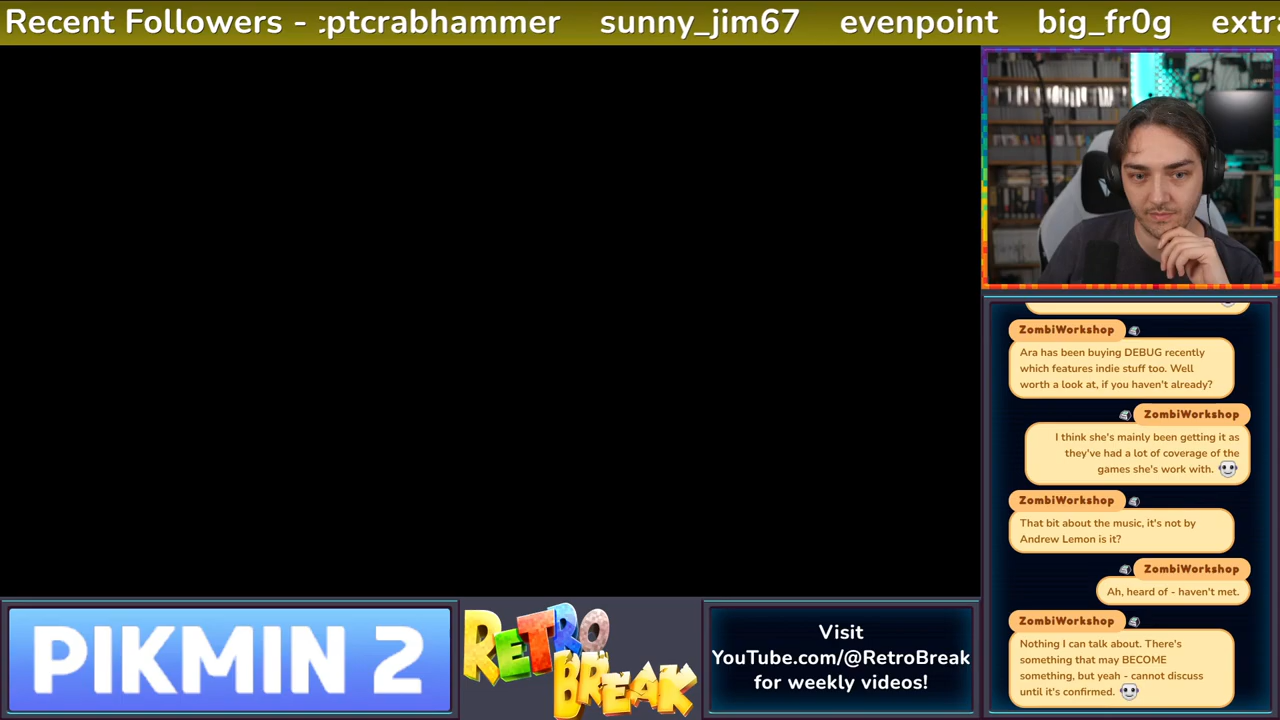 Recent Followers - :ptcrabhammer sunny_jim67 evenpoint big_fr0g extra
ZombiWorkshop
Ara has been buying DEBUG recently
which features indie stuff too. Well
worth a look at, if you haven't already?
ZombiWorkshop
I think she's mainly been getting it as
they've had a lot of coverage of the
games she's work with.
ZombiWorkshop
That bit about the music, it's not by
Andrew Lemon is it?
ZombiWorkshop
Ah, heard of - haven't met.
ZombiWorkshop
Nothing I can talk about. There's
something that may BECOME
something, but yeah - cannot discuss
until it's confirmed.
PIKMIN 2
RETRO
BREAK
Visit
YouTube.com/@RetroBreak
for weekly videos!